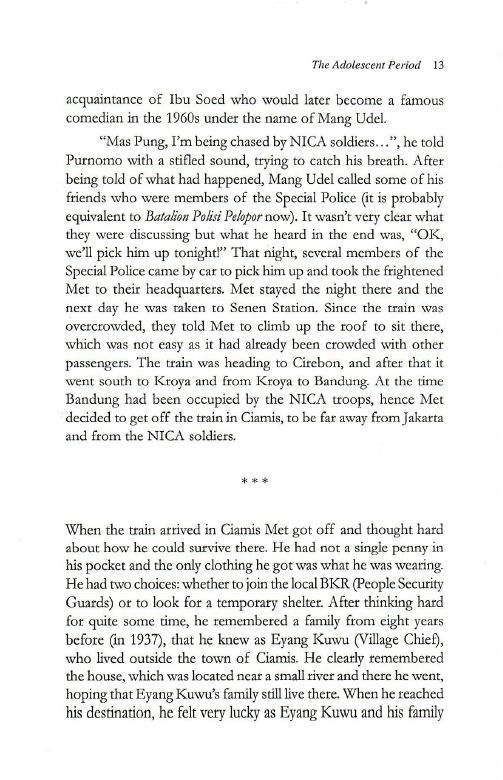 The Adolescent Period 13
acquaintance of Ibu Soed who would later become a famous
comedian in the 1960s under the name of Mang Udel.
“Mas Pung, I’m being chased by NICA soldiers…”, he told
Purnomo with a stifled sound, trying to catch his breath. After
being told of what had happened, Mang Udel called some of his
friends who were members of the Special Police (it is probably
equivalent to Batalion Polisi Pelopor now). It wasn’t very clear what
they were discussing but what he heard in the end was, “OK,
we’ll pick him up tonight!” That night, several members of the
Special Police came by car to pick him up and took the frightened
Met to their headquarters. Met stayed the night there and the
next day he was taken to Senen Station. Since the train was
overcrowded, they told Met to climb up the roof to sit there,
which was not easy as it had already been crowded with other
passengers. The train was heading to Cirebon, and after that it
went south to Kroya and from Kroya to Bandung. At the time
Bandung had been occupied by the NICA troops, hence Met
decided to get off the train in Ciamis, to be far away from Jakarta
and from the NICA soldiers.
***
When the train arrived in Ciamis Met got off and thought hard
about how he could survive there. He had not a single penny in
his pocket and the only clothing he got was what he was wearing.
He had two choices: whether to join the local BKR (People Security
Guards) or to look for a temporary shelter. After thinking hard
for quite some time, he remembered a family from eight years
before (in 1937), that he knew as Eyang Kuwu (Village Chief),
who lived outside the town of Ciamis. He clearly remembered
the house, which was located near a small river and there he went,
hoping that Eyang Kuwu’s family still live there. When he reached
his destination, he felt very lucky as Eyang Kuwu and his family